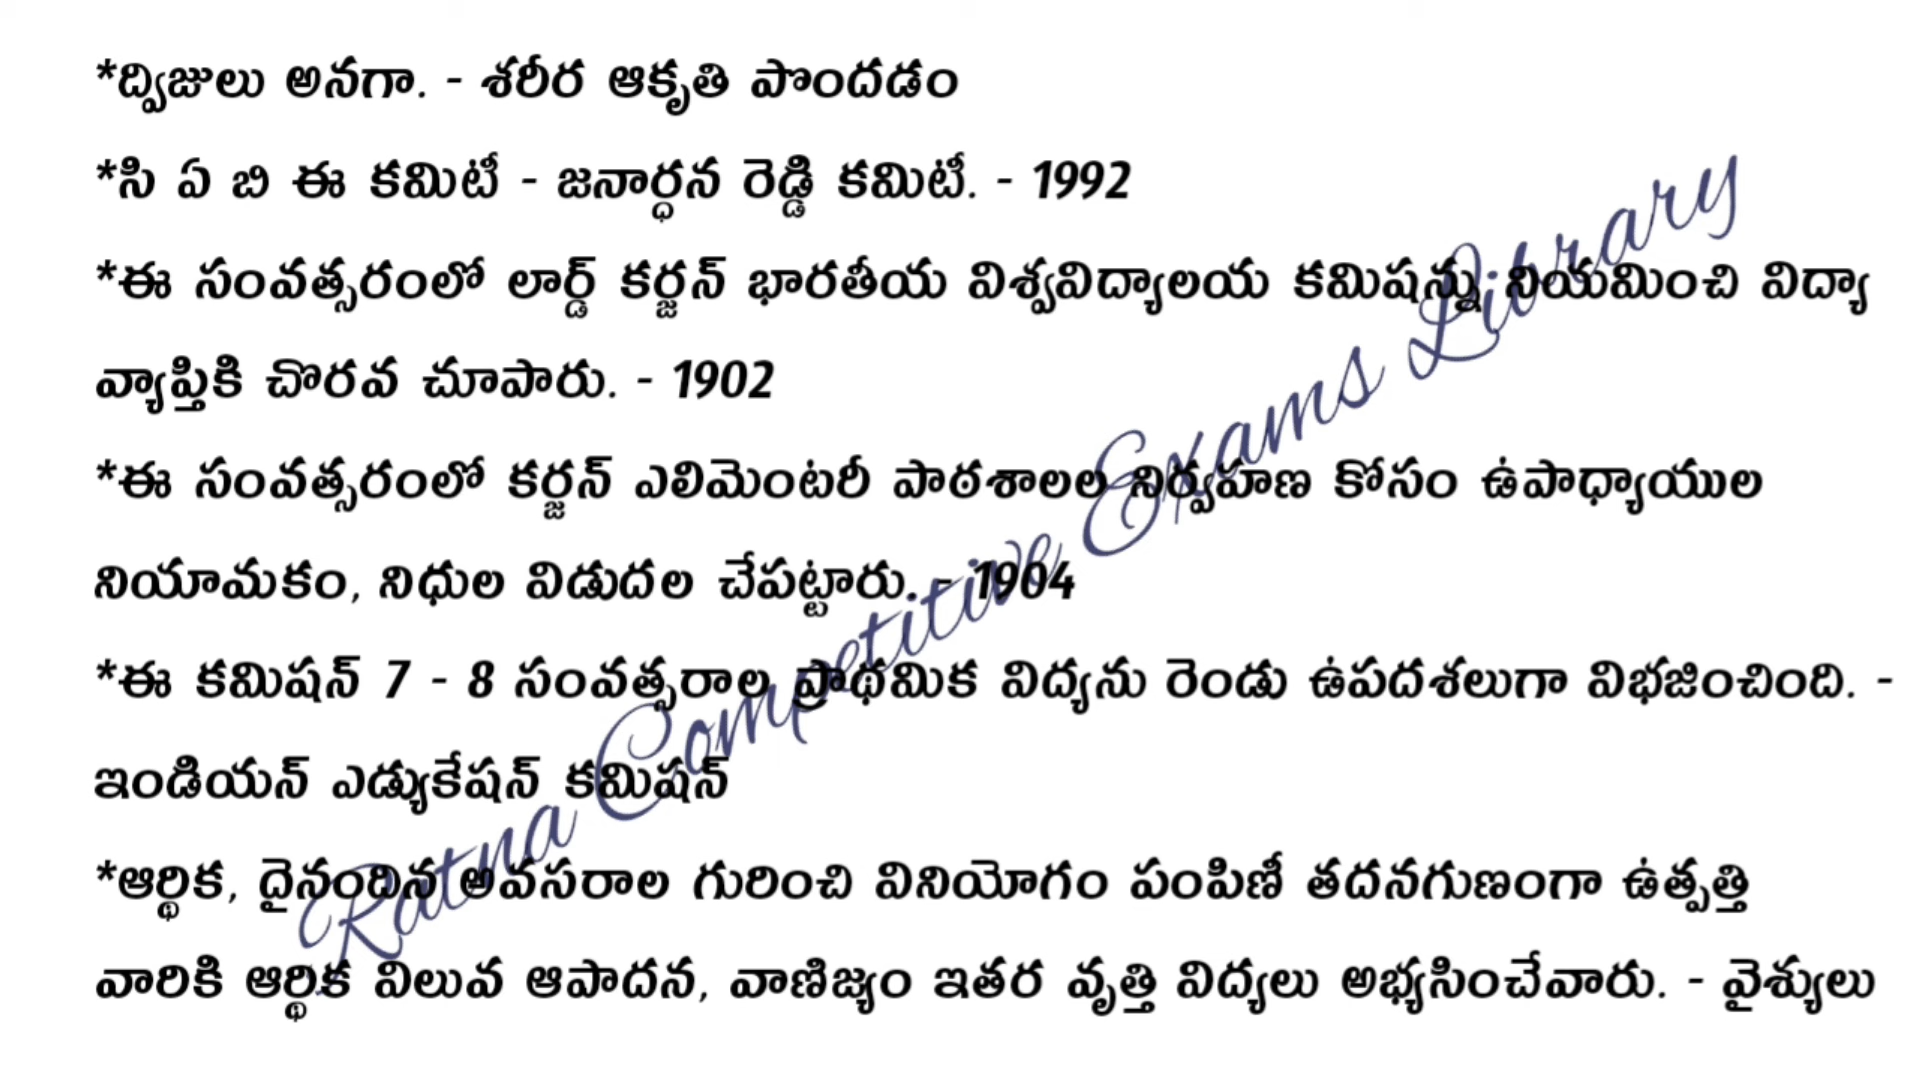 *ద్విజులు అనగా. - శరీర ఆకృతి పొందడం
*సి ఏ బి ఈ కమిటీ - జనార్ధన రెడ్డి కమిటీ. - 1992
*ఈ సంవత్సరంలో లార్డ్ కర్జన్ భారతీయ విశ్వవిద్యాలయ కమిషన్ను నియమించి విద్యా
వ్యాప్తికి చొరవ చూపారు. - 1902
*ఈ సంవత్సరంలో కర్జన్ ఎలిమెంటరీ పాఠశాలల నిర్వహణ కోసం ఉపాధ్యాయుల
నియామకం, నిధుల విడుదల చేపట్టారు. - 1904
*ఈ కమిషన్ 7 - 8 సంవత్సరాల ప్రాథమిక విద్యను రెండు ఉపదశలుగా విభజించింది. -
ఇండియన్ ఎడ్యుకేషన్ కమిషన్
*ఆర్థిక, దైనందిన అవసరాల గురించి వినియోగం పంపిణీ తదనగుణంగా ఉత్పత్తి
వారికి ఆర్థిక విలువ ఆపాదన, వాణిజ్యం ఇతర వృత్తి విద్యలు అభ్యసించేవారు. - వైశ్యులు
Ratna Competitive Exams Library